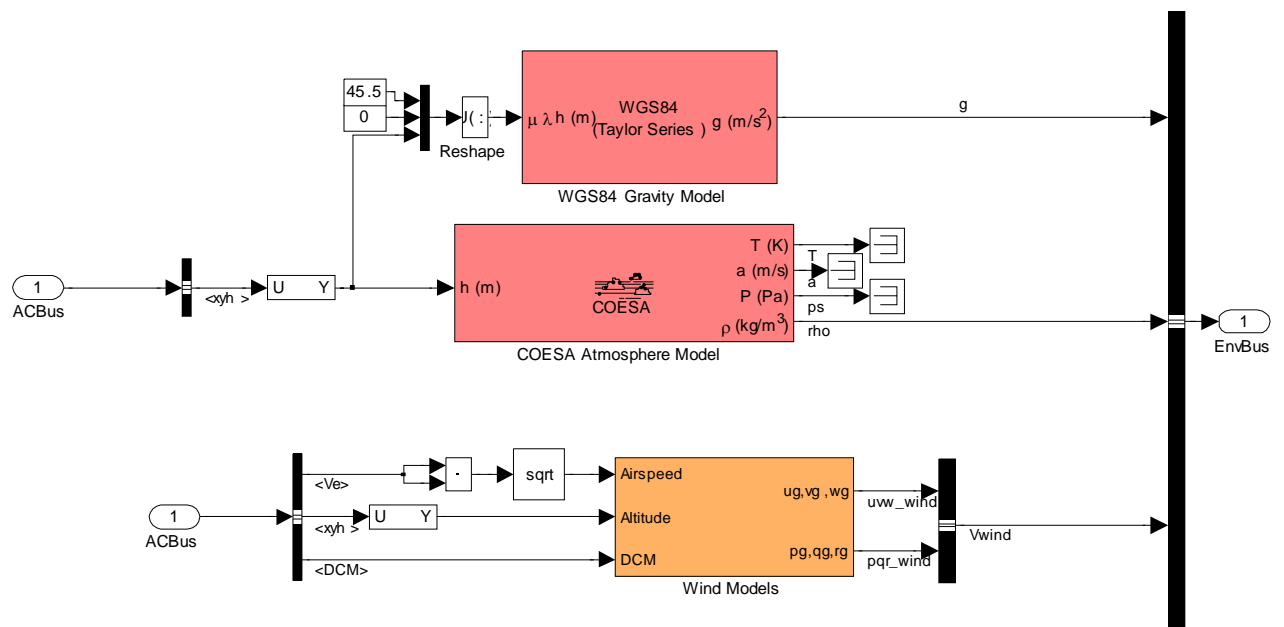 45.5
0
J( :
Reshape
μ λ h (m)
WGS84
(Taylor Series )
g (m/s²)
WGS84 Gravity Model
g
1
ACBus
<xyh >
U Y
h (m)
COESA
T (K)
a (m/s)
P (Pa)
ρ (kg/m³)
T
a
ps
rho
COESA Atmosphere Model
1
EnvBus
1
ACBus
<Ve>
<xyh >
<DCM>
U Y
·
sqrt
Airspeed
Altitude
DCM
ug,vg ,wg
pg,qg,rg
Wind Models
uvw_wind
pqr_wind
Vwind